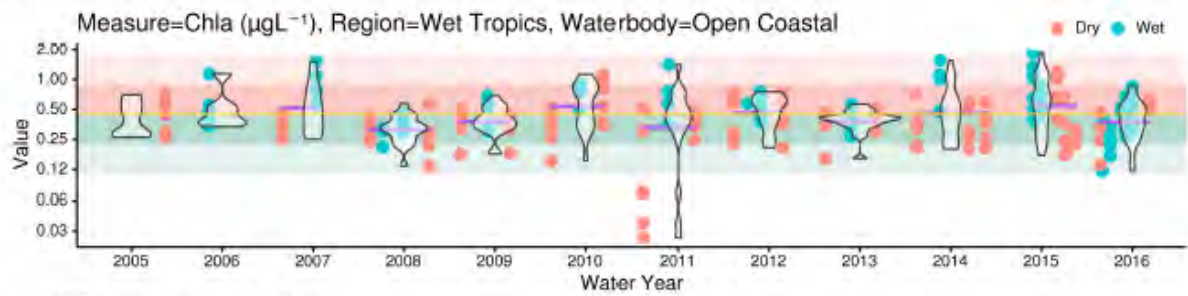 Measure=Chla (µgL⁻¹), Region=Wet Tropics, Waterbody=Open Coastal
Dry Wet
Value
2.00
1.00
0.50
0.25
0.12
0.06
0.03
2005 2006 2007 2008 2009 2010 2011 2012 2013 2014 2015 2016
Water Year